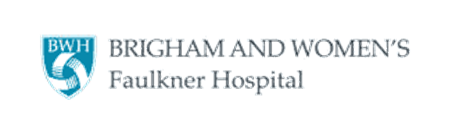 BWH
BRIGHAM AND WOMEN'S
Faulkner Hospital